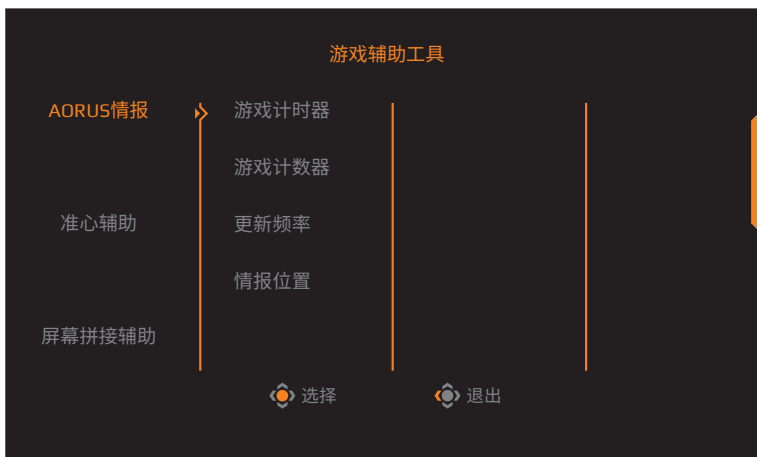 游戏辅助工具
AORUS情报
游戏计时器
游戏计数器
准心辅助
更新频率
情报位置
屏幕拼接辅助
选择
退出